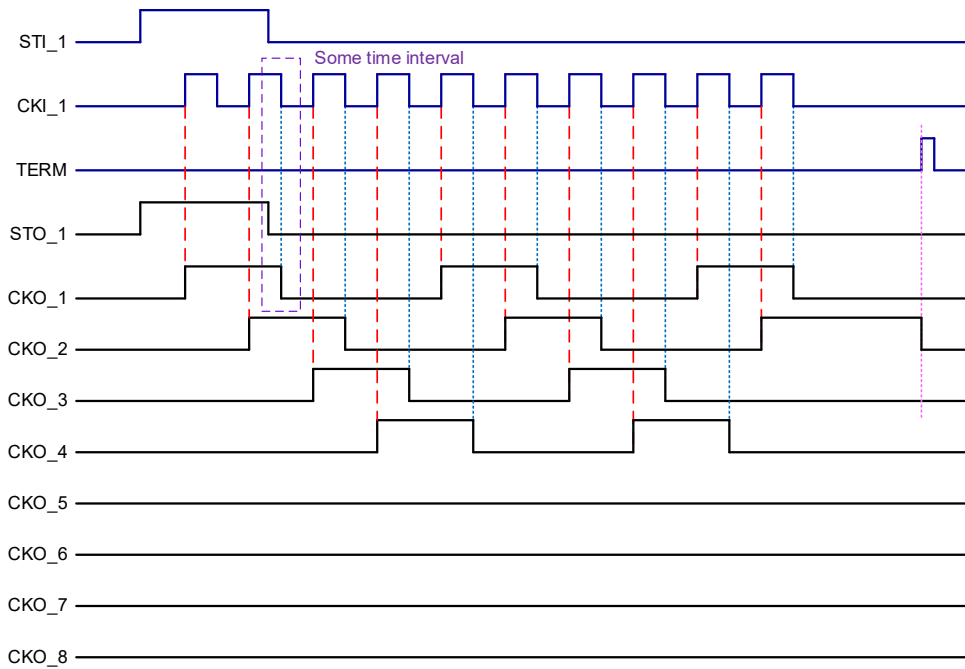 STI_1
Some time interval
CKI_1
TERM
STO_1
CKO_1
CKO_2
CKO_3
CKO_4
CKO_5
CKO_6
CKO_7
CKO_8